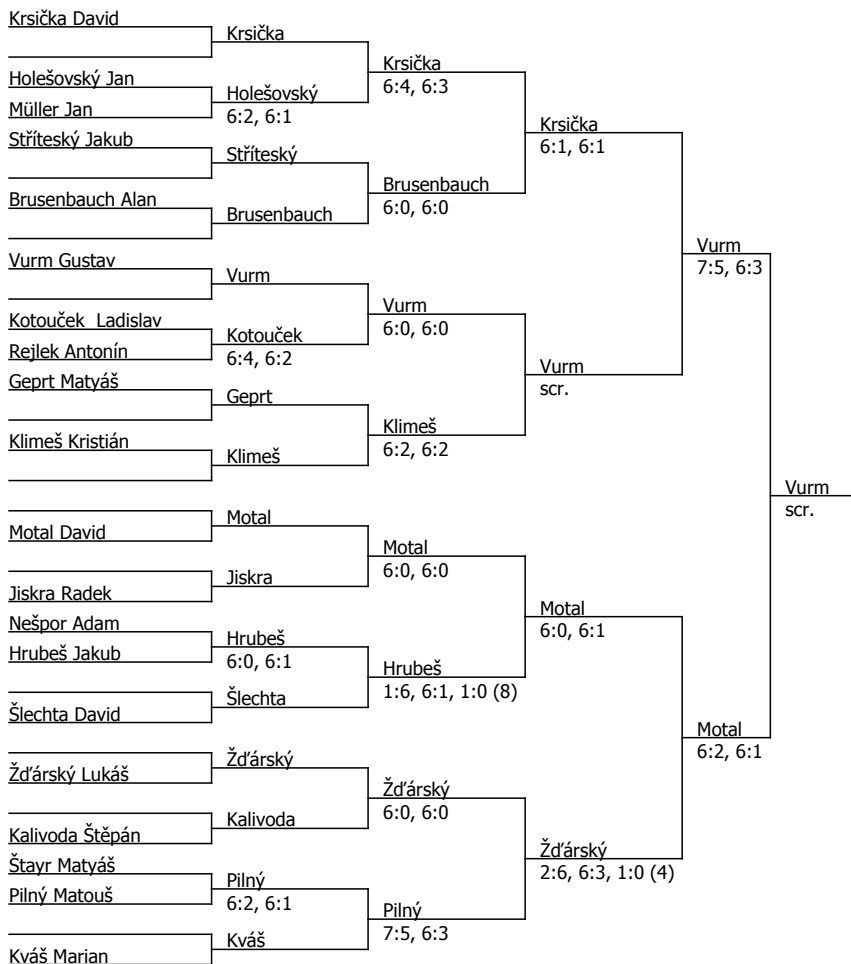 Krsička David
Krsička
Krsička
6:4, 6:3
Holešovský Jan
Holešovský
6:2, 6:1
Müller Jan
Krsička
6:1, 6:1
Stříteský Jakub
Stříteský
Brusenbauch
6:0, 6:0
Brusenbauch Alan
Brusenbauch
Vurm
7:5, 6:3
Vurm Gustav
Vurm
Vurm
6:0, 6:0
Kotouček  Ladislav
Kotouček
6:4, 6:2
Rejlek Antonín
Vurm
scr.
Geprt Matyáš
Geprt
Klimeš
6:2, 6:2
Klimeš Kristián
Klimeš
Vurm
scr.
Motal
Motal David
Motal
6:0, 6:0
Jiskra
Jiskra Radek
Motal
6:0, 6:1
Nešpor Adam
Hrubeš
6:0, 6:1
Hrubeš Jakub
Hrubeš
1:6, 6:1, 1:0 (8)
Šlechta
Šlechta David
Motal
6:2, 6:1
Žďárský
Žďárský Lukáš
Žďárský
6:0, 6:0
Kalivoda
Kalivoda Štěpán
Žďárský
2:6, 6:3, 1:0 (4)
Štayr Matyáš
Pilný
6:2, 6:1
Pilný Matouš
Pilný
7:5, 6:3
Kváš
Kváš Marian